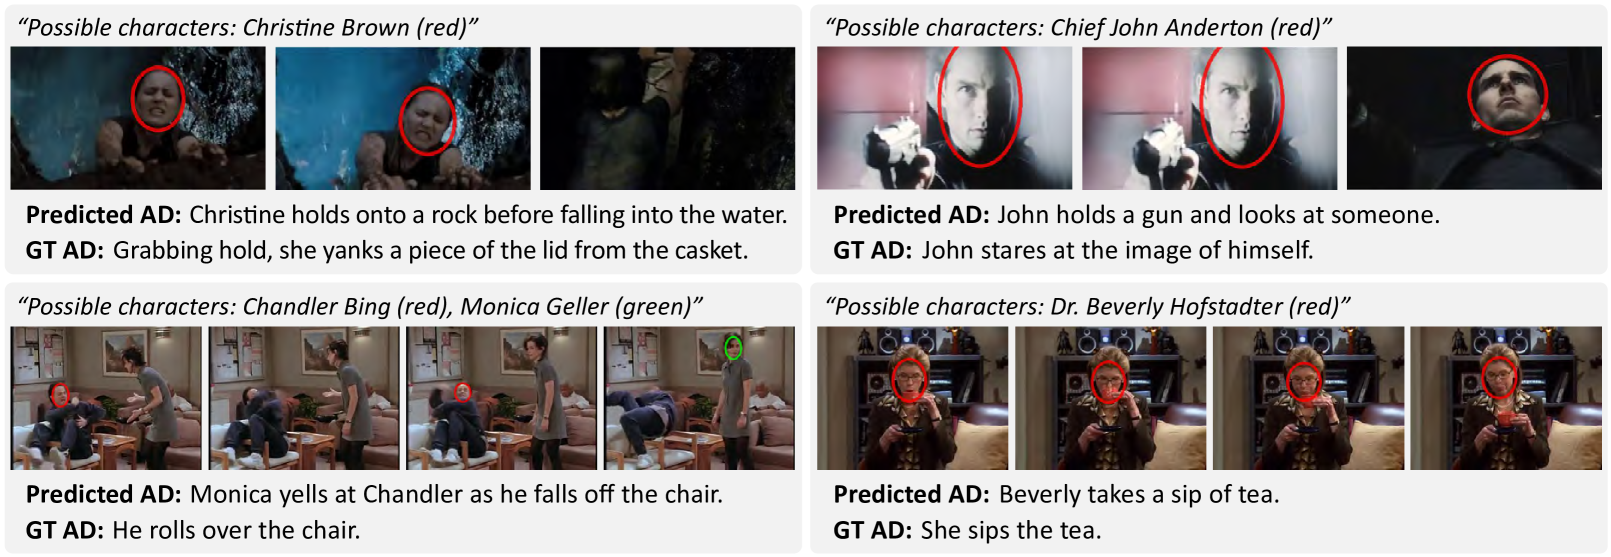 “Possible characters: Christine Brown (red)”
Predicted AD: Christine holds onto a rock before falling into the water.
GT AD: Grabbing hold, she yanks a piece of the lid from the casket.
“Possible characters: Chief John Anderton (red)”
Predicted AD: John holds a gun and looks at someone.
GT AD: John stares at the image of himself.
“Possible characters: Chandler Bing (red), Monica Geller (green)”
Predicted AD: Monica yells at Chandler as he falls off the chair.
GT AD: He rolls over the chair.
“Possible characters: Dr. Beverly Hofstadter (red)”
Predicted AD: Beverly takes a sip of tea.
GT AD: She sips the tea.